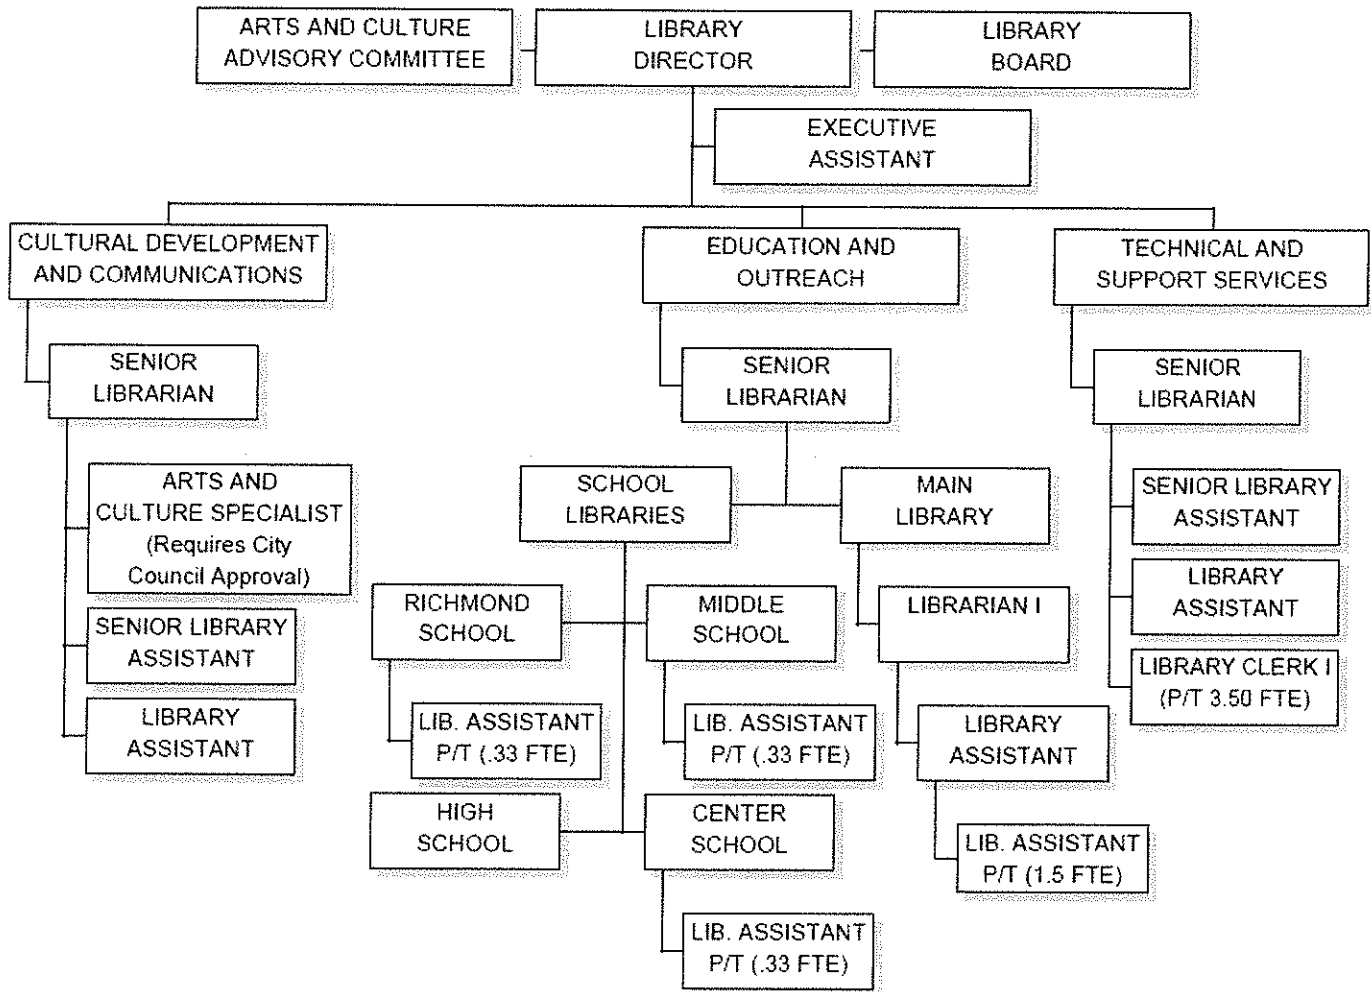 ARTS AND CULTURE
ADVISORY COMMITTEE
LIBRARY
DIRECTOR
LIBRARY
BOARD
EXECUTIVE
ASSISTANT
CULTURAL DEVELOPMENT
AND COMMUNICATIONS
EDUCATION AND
OUTREACH
TECHNICAL AND
SUPPORT SERVICES
SENIOR
LIBRARIAN
SENIOR
LIBRARIAN
SENIOR
LIBRARIAN
ARTS AND
CULTURE SPECIALIST
(Requires City
Council Approval)
SENIOR LIBRARY
ASSISTANT
LIBRARY
ASSISTANT
SCHOOL
LIBRARIES
MAIN
LIBRARY
RICHMOND
SCHOOL
MIDDLE
SCHOOL
LIB. ASSISTANT
P/T (.33 FTE)
LIB. ASSISTANT
P/T (.33 FTE)
HIGH
SCHOOL
CENTER
SCHOOL
LIB. ASSISTANT
P/T (.33 FTE)
LIBRARIAN I
LIBRARY
ASSISTANT
LIB. ASSISTANT
P/T (1.5 FTE)
SENIOR LIBRARY
ASSISTANT
LIBRARY
ASSISTANT
LIBRARY CLERK I
(P/T 3.50 FTE)